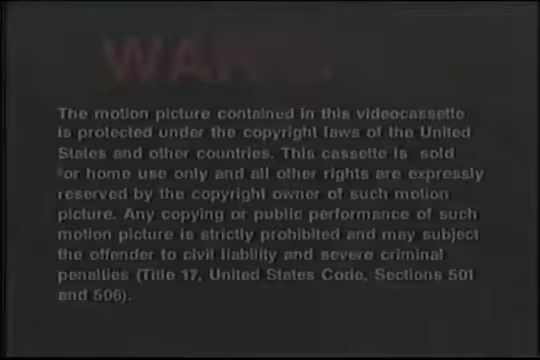 The motion picture contained in this videocassette
is protected under the copyright laws of the United
States and other countries. This cassette is sold
for home use only and all other rights are expressly
reserved by the copyright owner of such motion
picture. Any copying or public performance of such
motion picture is strictly prohibited and may subject
the offender to civil liability and severe criminal
penalties (Title 17, United States Code, Sections 501
and 506).